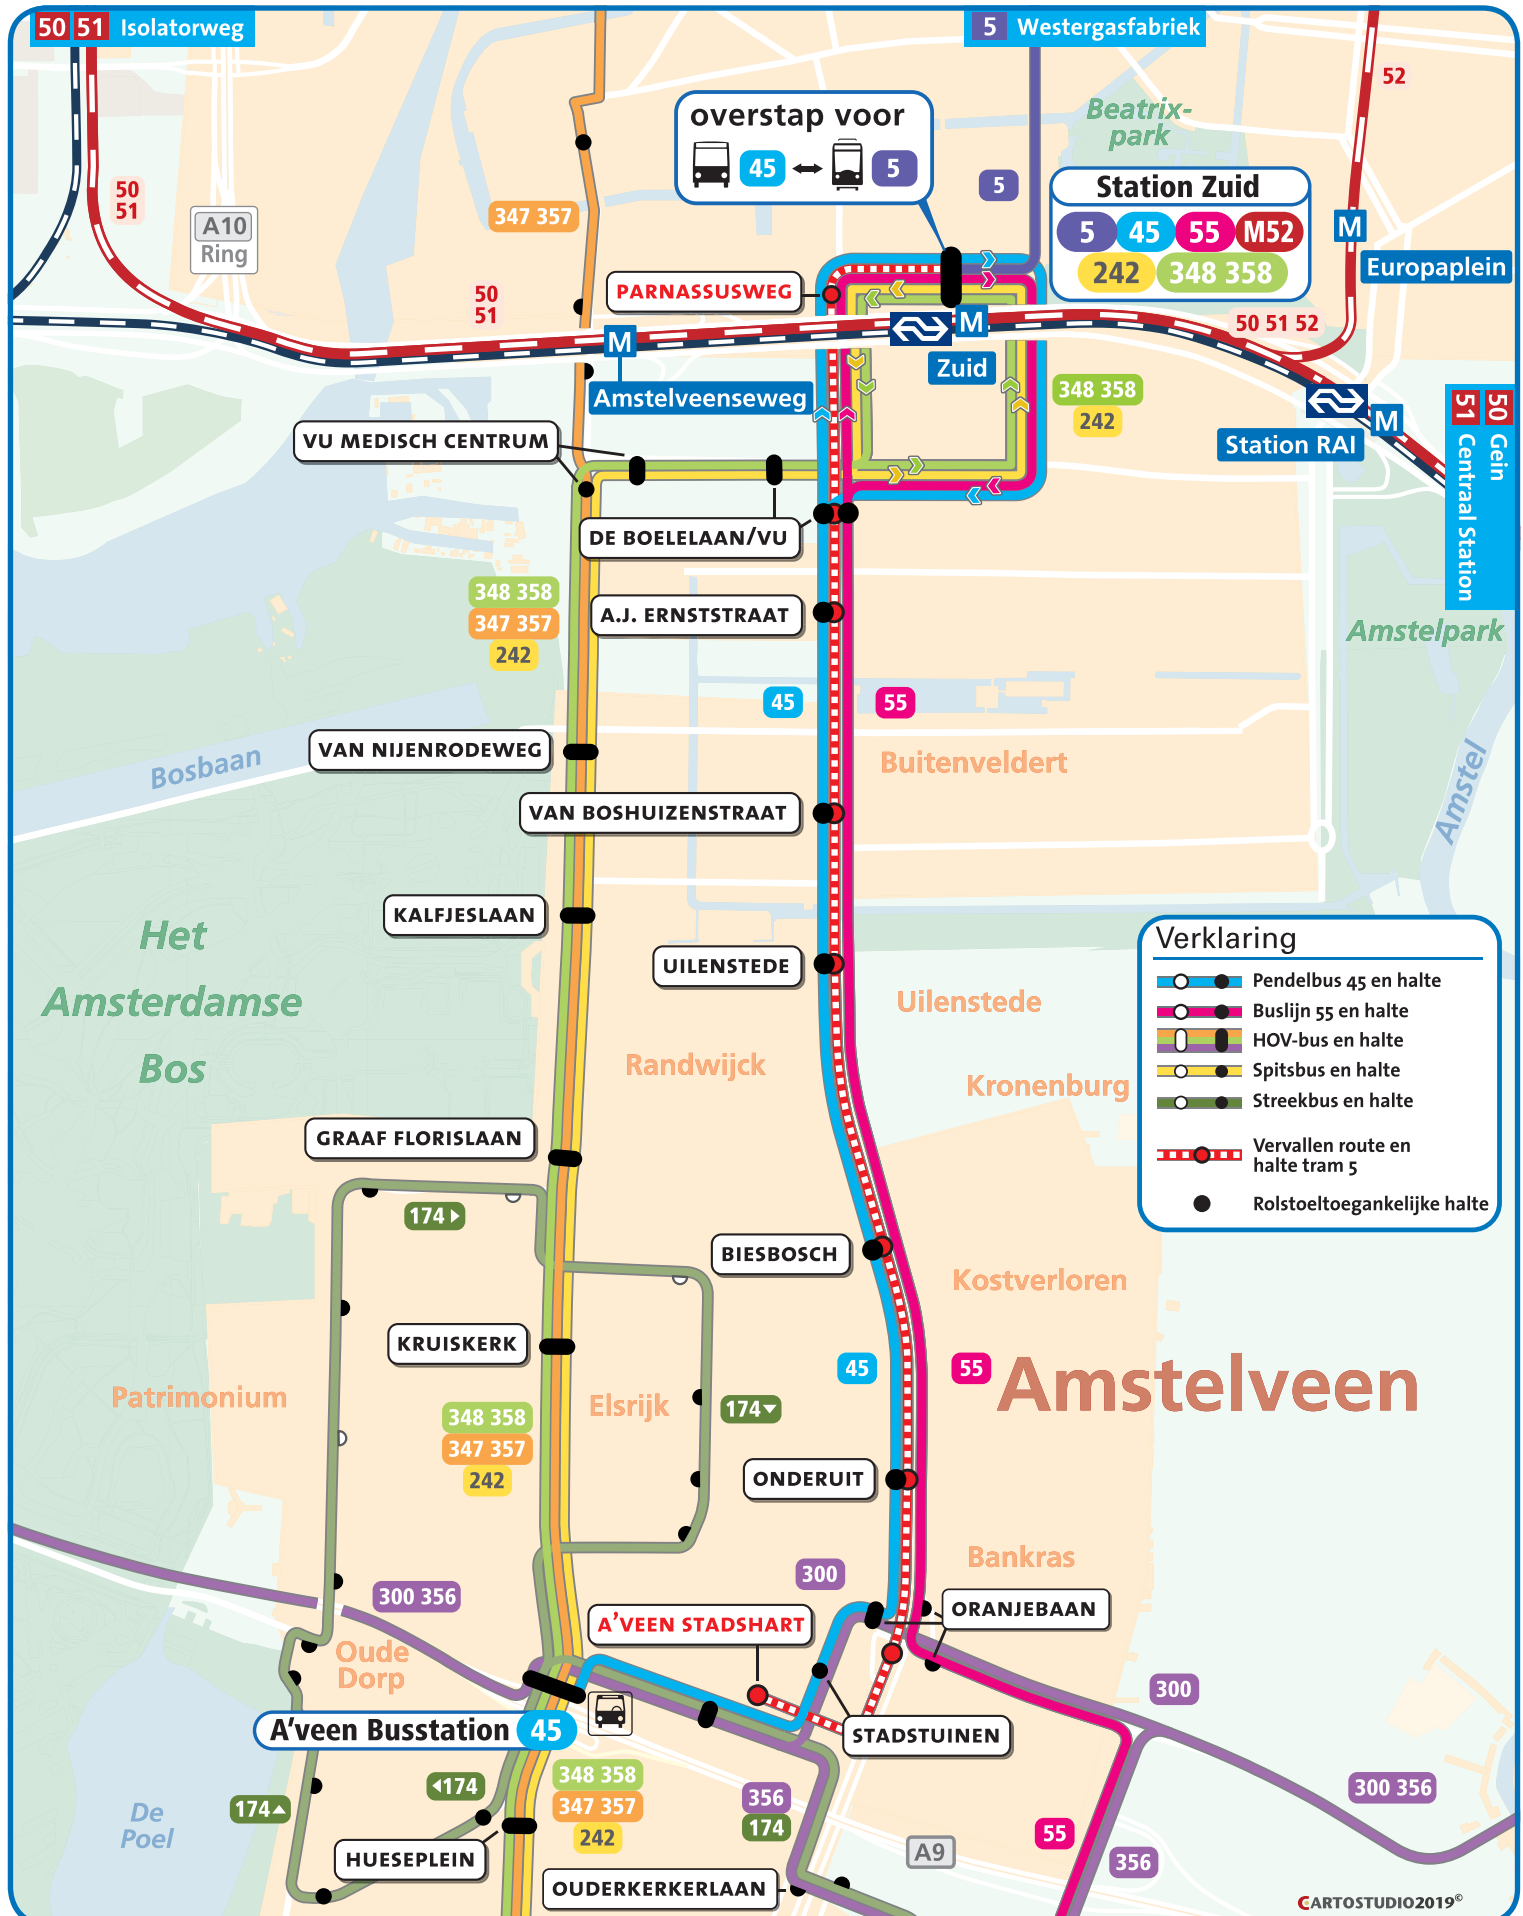 50 51 Isolatorweg
5 Westergasfabriek
52
overstap voor
45 5
Beatrix-
park
5
Station Zuid
5 45 55 M52
242 348 358
50
51
347 357
A10
Ring
M
Europaplein
PARNASSUSWEG
50
51
50 51 52
M
M
Zuid
Amstelveenseweg
348 358
242
M
Station RAI
50 Gein
51 Centraal Station
VU MEDISCH CENTRUM
DE BOELELAAN/VU
348 358
347 357
242
A.J. ERNSTSTRAAT
Amstelpark
45
55
VAN NIJENRODEWEG
Buitenveldert
Bosbaan
Amstel
VAN BOSHUIZENSTRAAT
KALFJESLAAN
Het
Amsterdamse
Bos
UILENSTEDE
Uilenstede
Randwijck
Kronenburg
Verklaring
Pendelbus 45 en halte
Buslijn 55 en halte
HOV-bus en halte
Spitsbus en halte
Streekbus en halte
Vervallen route en
halte tram 5
Rolstoeltoegankelijke halte
GRAAF FLORISLAAN
174
BIESBOSCH
Kostverloren
KRUISKERK
45
55
Amstelveen
Patrimonium
Elsrijk
174
348 358
347 357
242
ONDERUIT
Bankras
300
300 356
A'VEEN STADSHART
ORANJEBAAN
Oude
Dorp
300
A'veen Busstation 45
STADSTUINEN
348 358
347 357
242
174
174
De
Poel
356
174
300 356
55
HUESEPLEIN
A9
356
OUDERKERKERLAAN
CARTOSTUDIO2019©